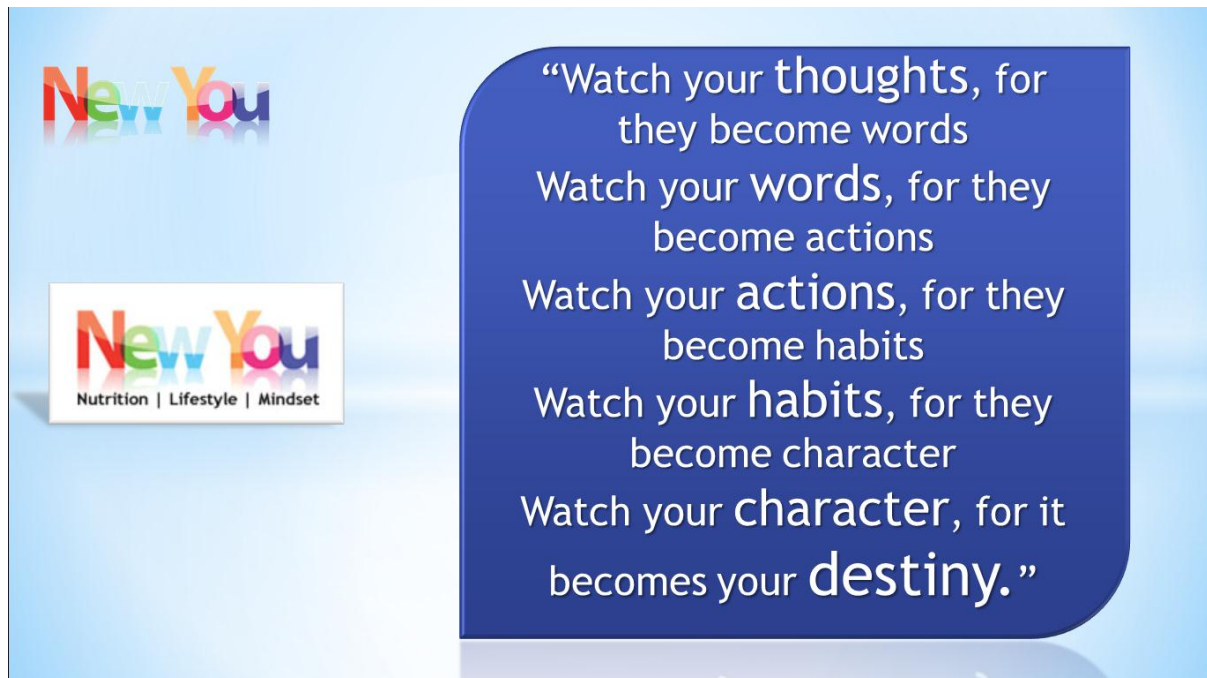 New You
New You
Nutrition | Lifestyle | Mindset
“Watch your thoughts, for
they become words
Watch your words, for they
become actions
Watch your actions, for they
become habits
Watch your habits, for they
become character
Watch your character, for it
becomes your destiny.”